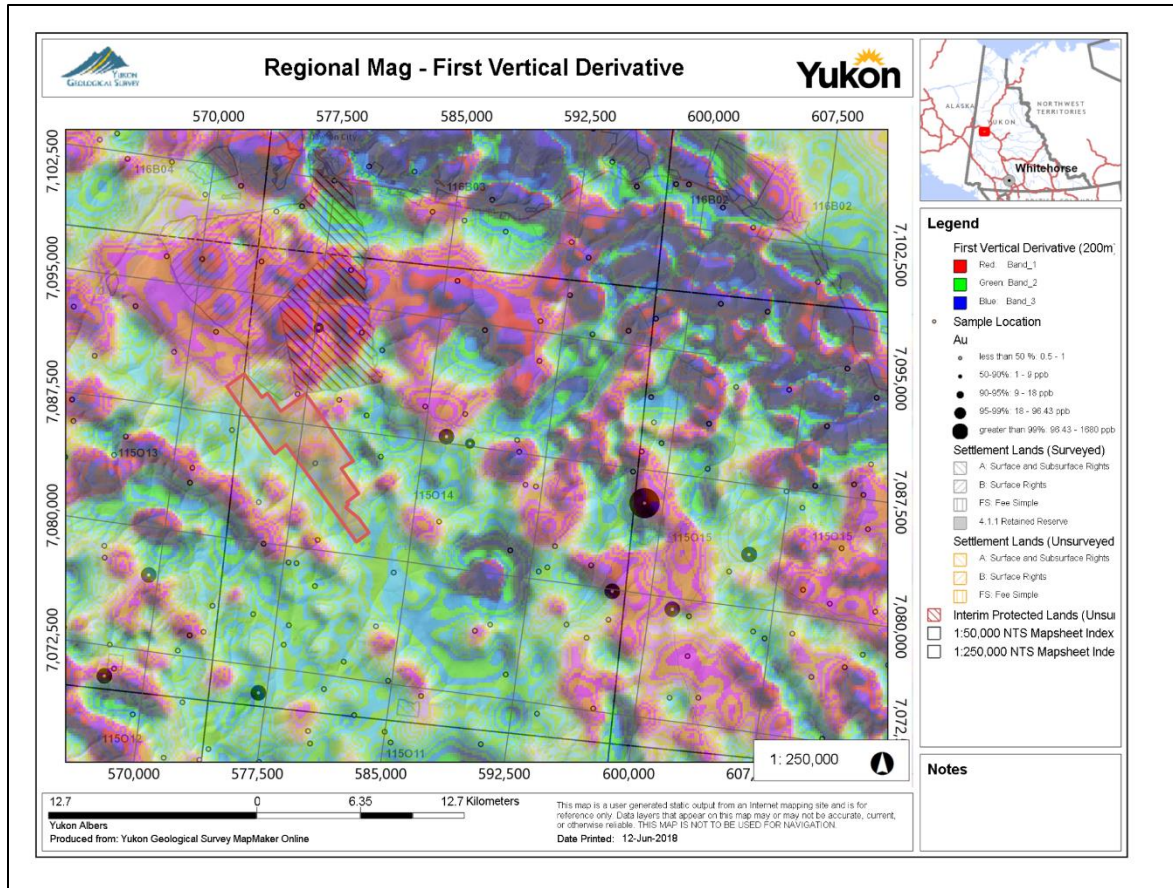 YUKON
GEOLOGICAL SURVEY
Regional Mag - First Vertical Derivative
Yukon
570,000 577,500 585,000 592,500 600,000 607,500
7,102,500
7,095,000
7,087,500
7,080,000
7,072,500
7,102,500
7,095,000
7,087,500
7,080,000
116B04
116B03
116B02
116B02
115O13
115O14
115O15
115O15
115O12
115O11
570,000 577,500 585,000 592,500 600,000
1: 250,000
ALASKA
YUKON
NORTHWEST
TERRITORIES
Whitehorse
Legend
First Vertical Derivative (200m
Red: Band_1
Green: Band_2
Blue: Band_3
Sample Location
Au
less than 50 %: 0.5 - 1
50-90%: 1 - 9 ppb
90-95%: 9 - 18 ppb
95-99%: 18 - 96.43 ppb
greater than 99%: 96.43 - 1680 ppb
Settlement Lands (Surveyed)
A: Surface and Subsurface Rights
B: Surface Rights
FS: Fee Simple
4.1.1 Retained Reserve
Settlement Lands (Unsurveyed
A: Surface and Subsurface Rights
B: Surface Rights
FS: Fee Simple
Interim Protected Lands (Unsu
1:50,000 NTS Mapsheet Index
1:250,000 NTS Mapsheet Inde
Notes
12.7 0 6.35 12.7 Kilometers
Yukon Albers
Produced from: Yukon Geological Survey MapMaker Online
This map is a user generated static output from an Internet mapping site and is for
reference only. Data layers that appear on this map may or may not be accurate, current,
or otherwise reliable. THIS MAP IS NOT TO BE USED FOR NAVIGATION.
Date Printed: 12-Jun-2018